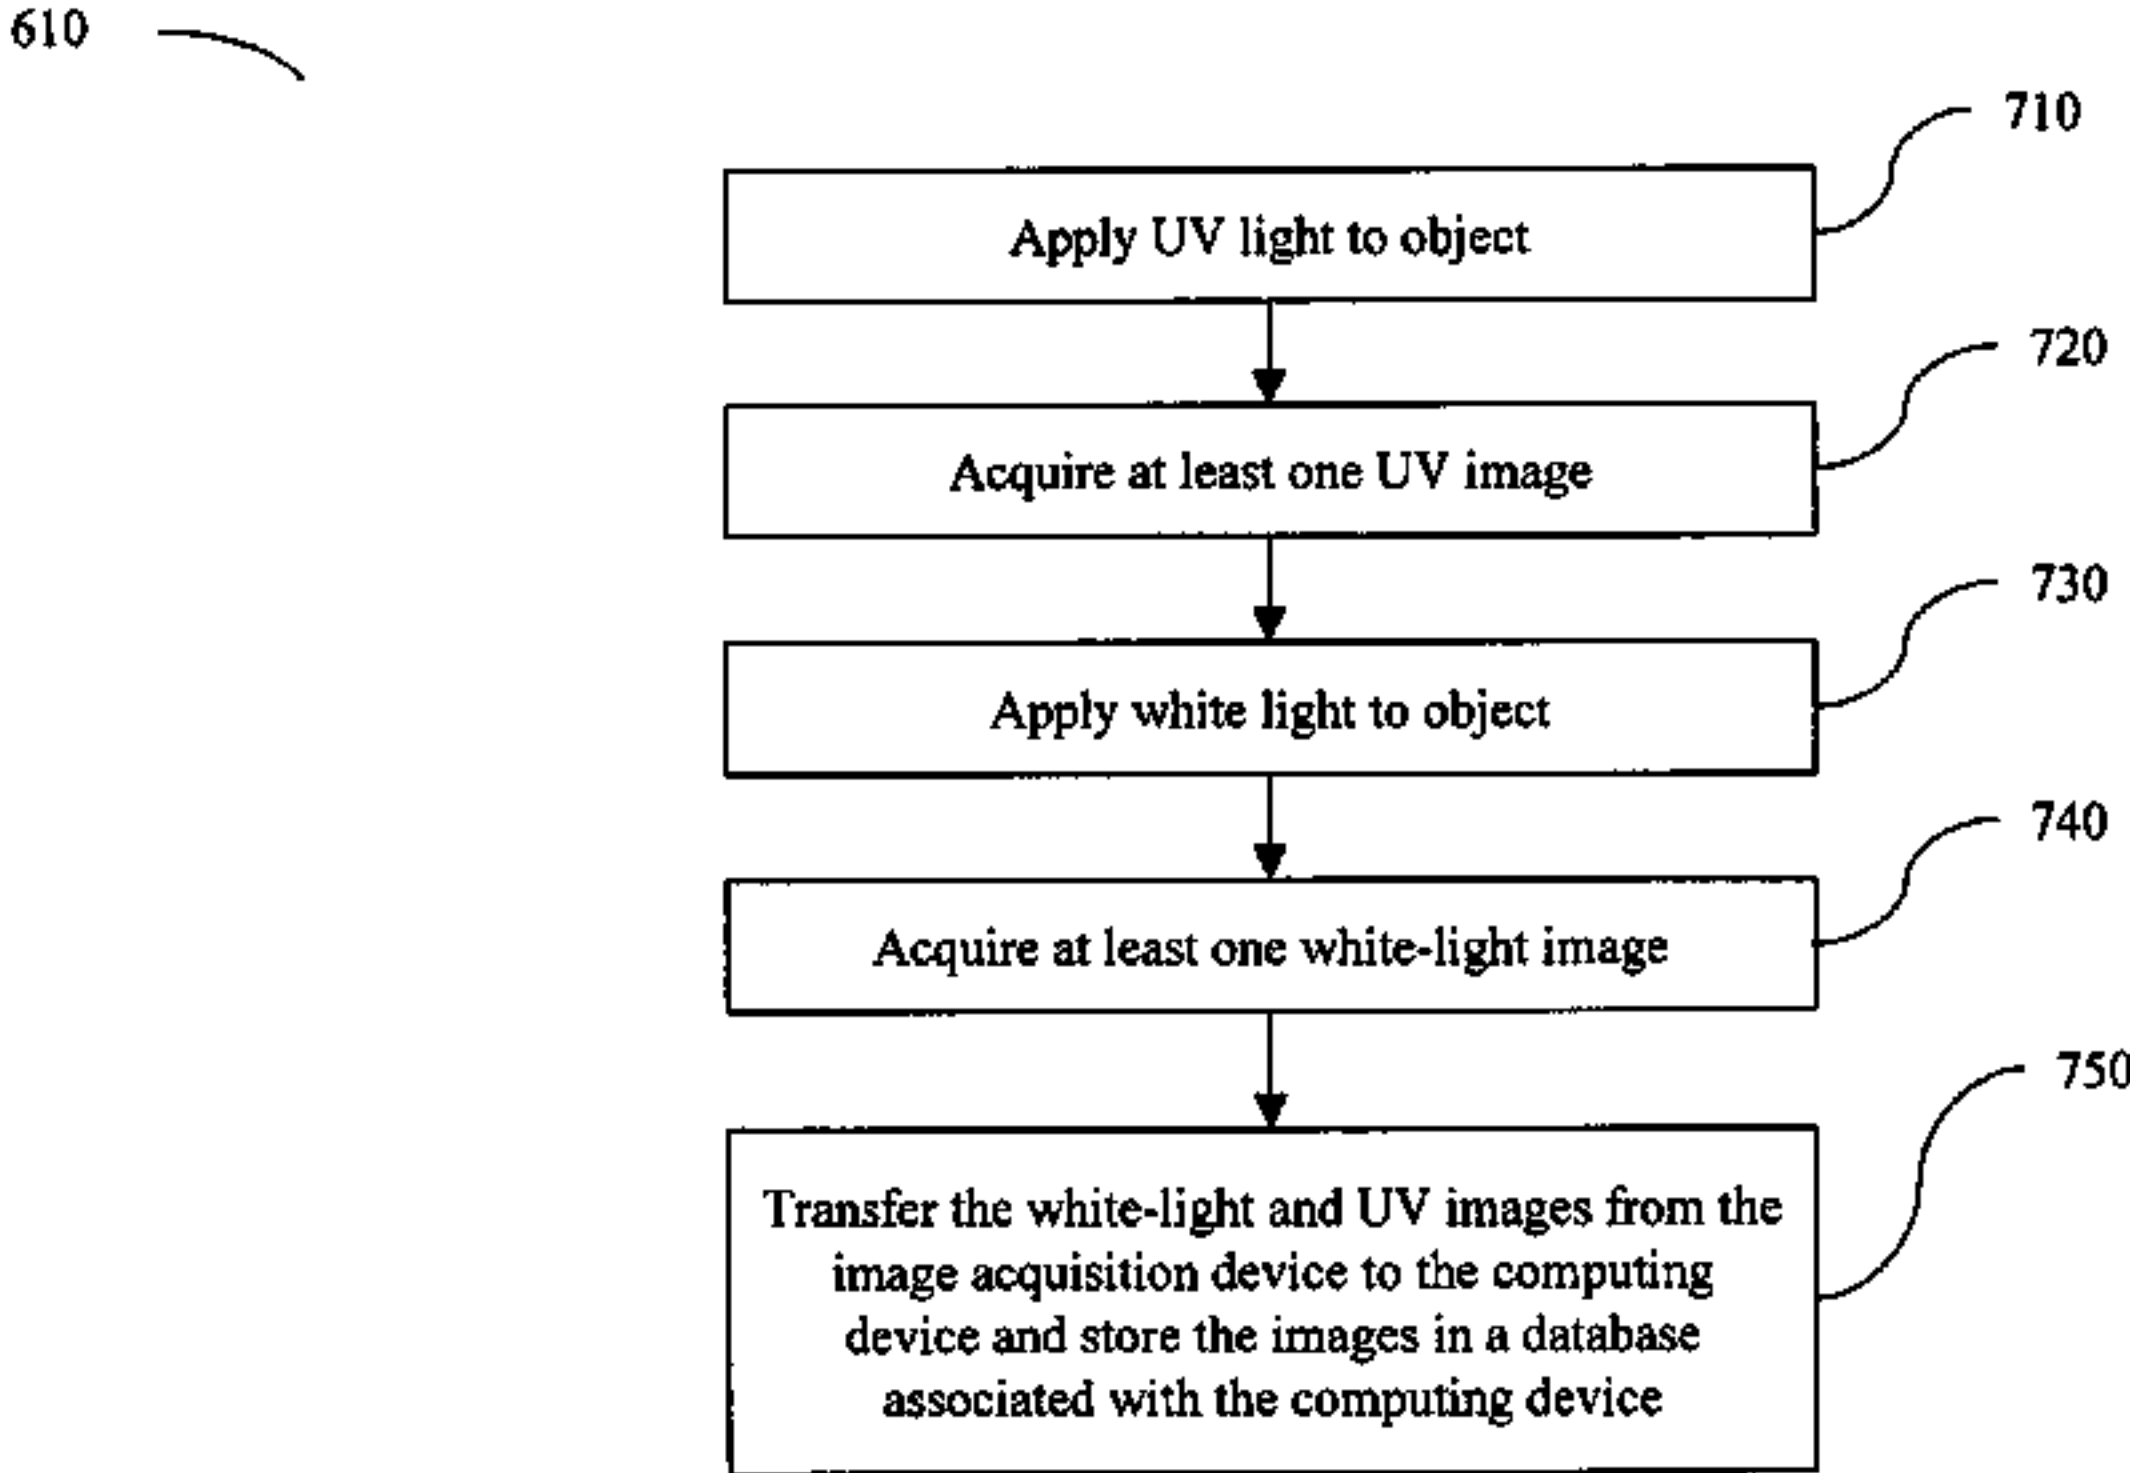 610
710
Apply UV light to object
720
Acquire at least one UV image
730
Apply white light to object
740
Acquire at least one white-light image
750
Transfer the white-light and UV images from the
image acquisition device to the computing
device and store the images in a database
associated with the computing device